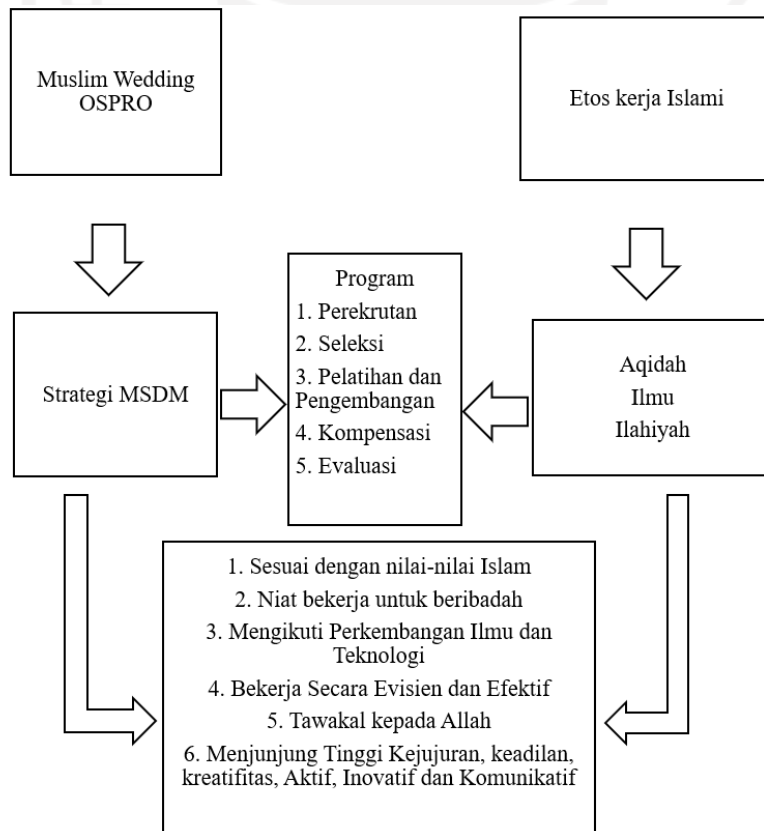 Muslim Wedding
OSPRO
Etos kerja Islami
Strategi MSDM
Program
1. Perekrutan
2. Seleksi
3. Pelatihan dan
Pengembangan
4. Kompensasi
5. Evaluasi
Aqidah
Ilmu
Ilahiyah
1. Sesuai dengan nilai-nilai Islam
2. Niat bekerja untuk beribadah
3. Mengikuti Perkembangan Ilmu dan
Teknologi
4. Bekerja Secara Evisien dan Efektif
5. Tawakal kepada Allah
6. Menjunjung Tinggi Kejujuran, keadilan,
kreatifitas, Aktif, Inovatif dan Komunikatif